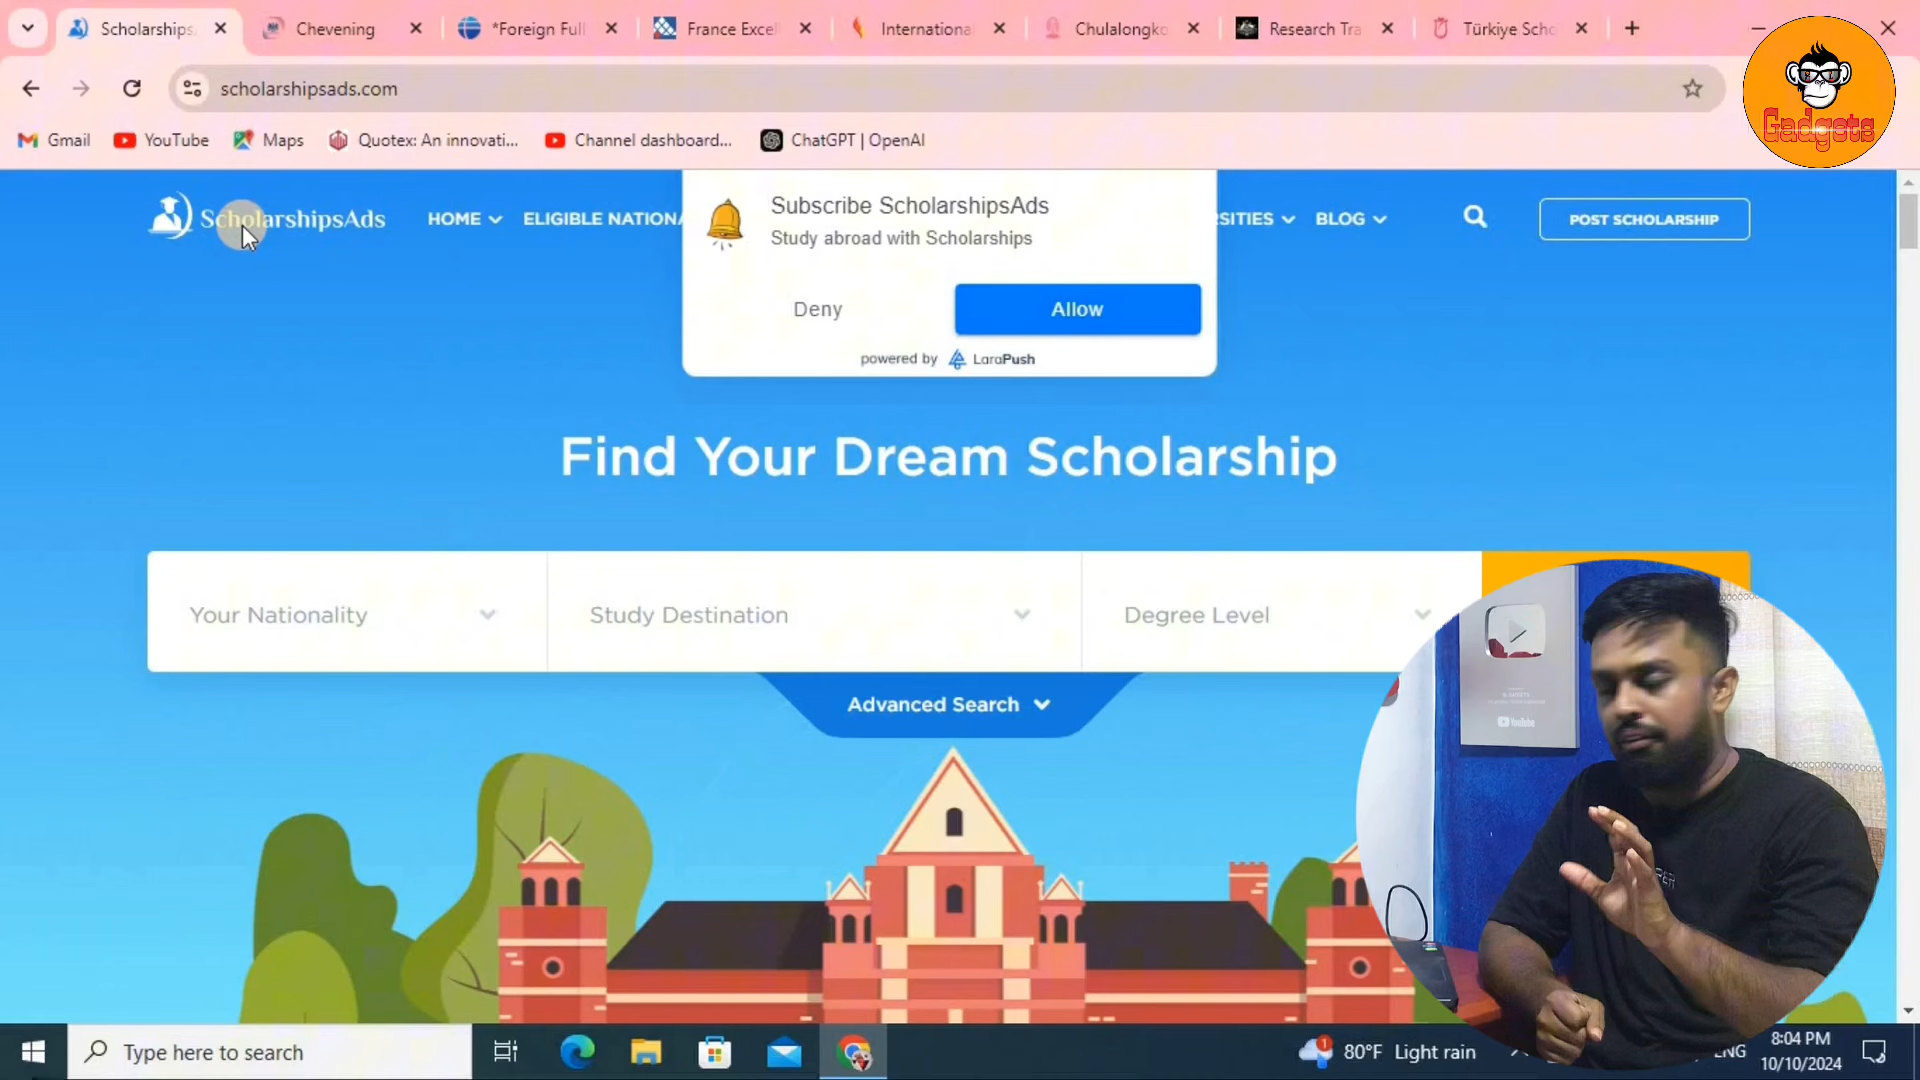 Scholarships
Chevening
*Foreign Full
France Excel
Internationa
Chulalongko
Research Tra
Türkiye Scho
scholarshipsads.com
Gmail
YouTube
Maps
Quotex: An innovati...
Channel dashboard...
ChatGPT | OpenAI
Gadgets
ScholarshipsAds
HOME
ELIGIBLE NATIONA
SITIES
BLOG
POST SCHOLARSHIP
Subscribe ScholarshipsAds
Study abroad with Scholarships
Deny
Allow
powered by LaraPush
Find Your Dream Scholarship
Your Nationality
Study Destination
Degree Level
Advanced Search
YouTube
Type here to search
1
80°F Light rain
ENG
8:04 PM
10/10/2024